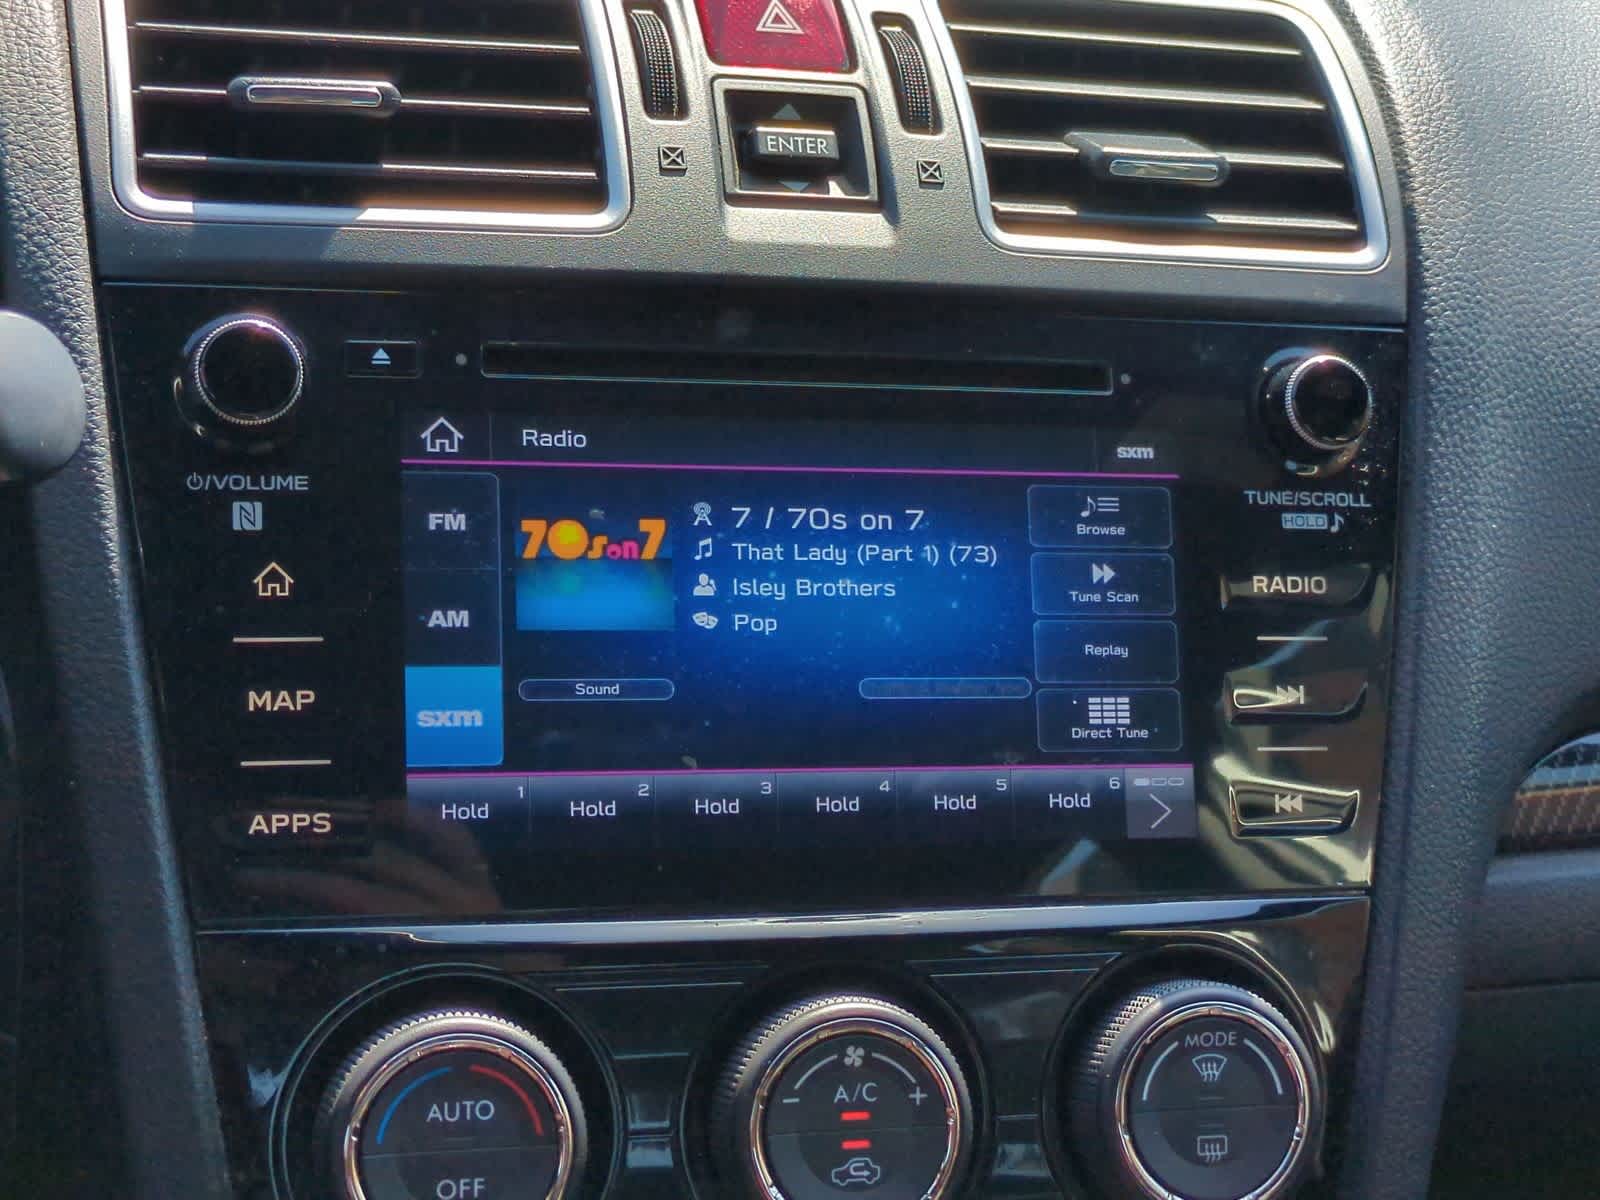 ENTER
/VOLUME
TUNE/SCROLL
HOLD
N
MAP
APPS
RADIO
Radio
sxm
FM
AM
sxm
70s on 7
7 / 70s on 7
That Lady (Part 1) (73)
Isley Brothers
Pop
Sound
Browse
Tune Scan
Replay
Direct Tune
Hold 1
Hold 2
Hold 3
Hold 4
Hold 5
Hold 6
AUTO
OFF
A/C
- +
MODE